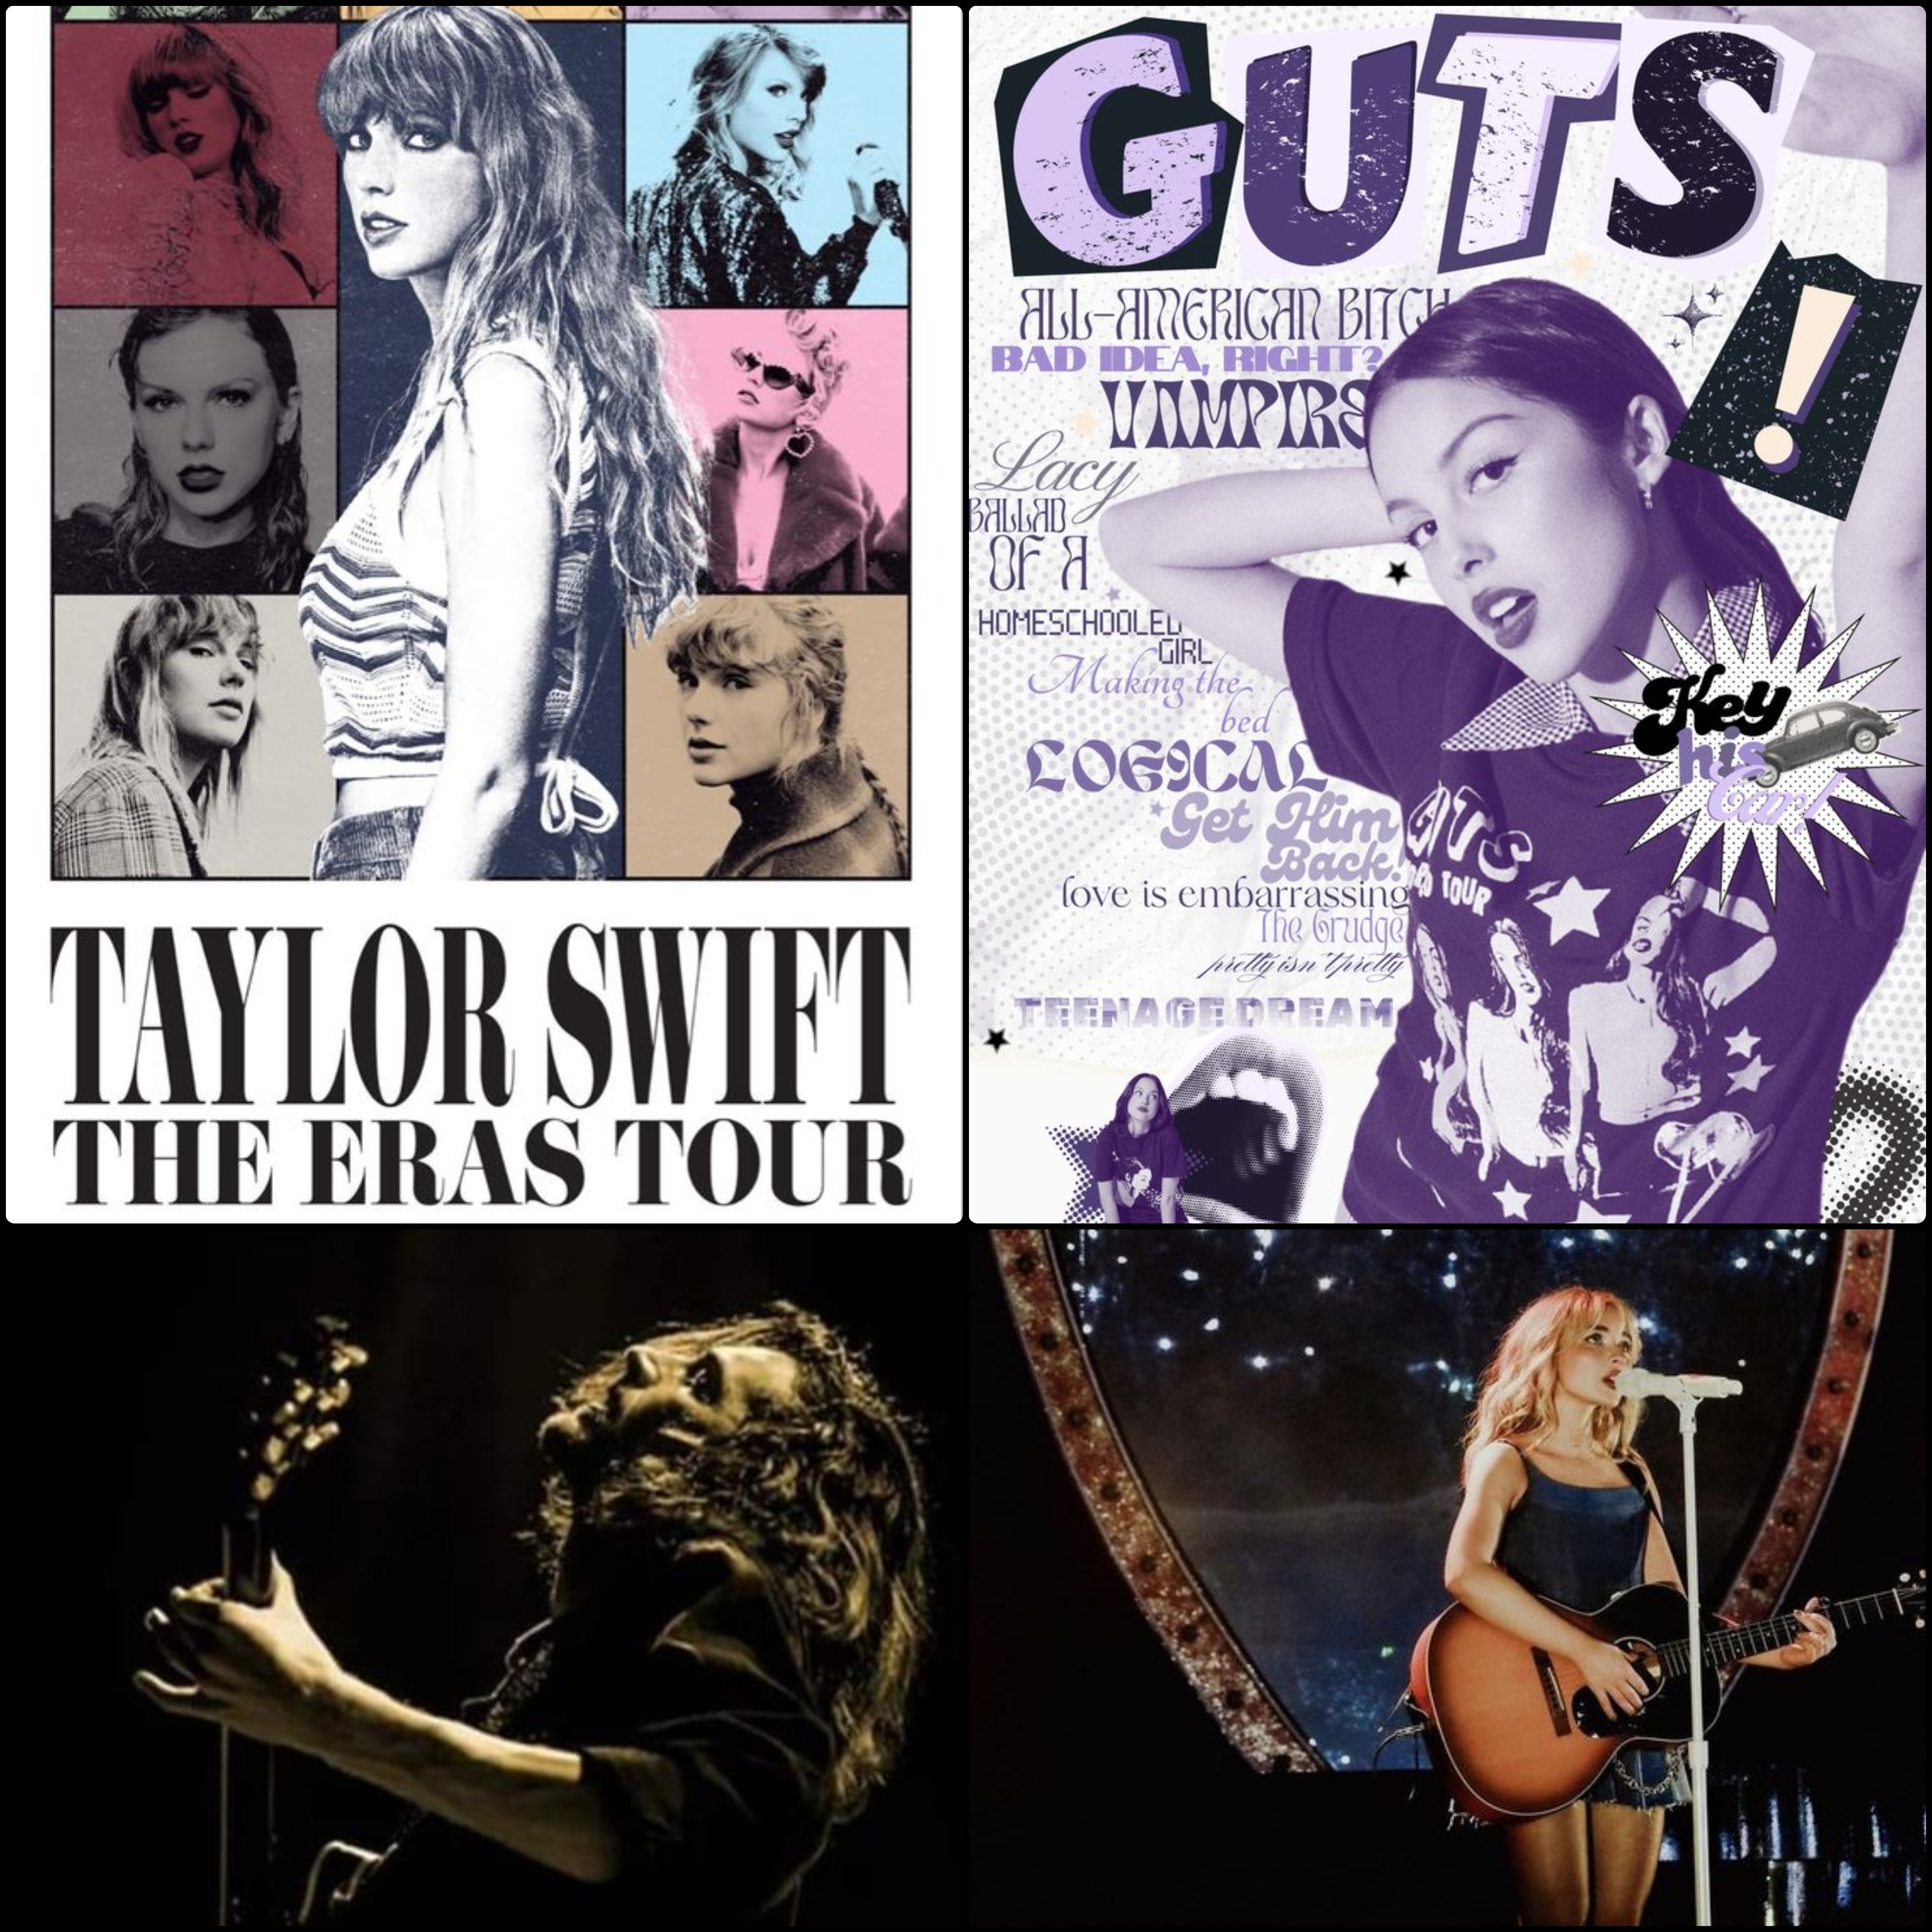 TAYLOR SWIFT
THE ERAS TOUR
GUTS
!
ALL-AMERICAN BITCH
BAD IDEA, RIGHT?
VAMPIRE
Lacy
BALLAD
OF A
HOMESCHOOLED
GIRL
Making the
bed
LOGICAL
Get Him
Back!
love is embarrassing
The Grudge
pretty isn't pretty
TEENAGE DREAM
Key
his
Car!
GUTS
TOUR